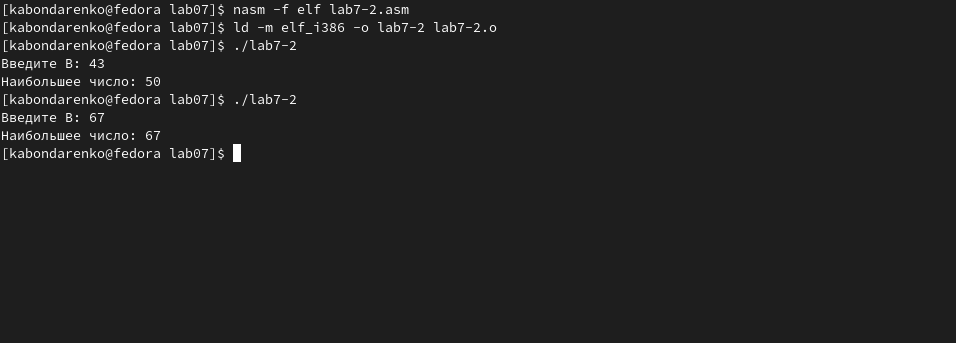 [kabondarenko@fedora lab07]$ nasm -f elf lab7-2.asm
[kabondarenko@fedora lab07]$ ld -m elf_i386 -o lab7-2 lab7-2.o
[kabondarenko@fedora lab07]$ ./lab7-2
Введите B: 43
Наибольшее число: 50
[kabondarenko@fedora lab07]$ ./lab7-2
Введите B: 67
Наибольшее число: 67
[kabondarenko@fedora lab07]$